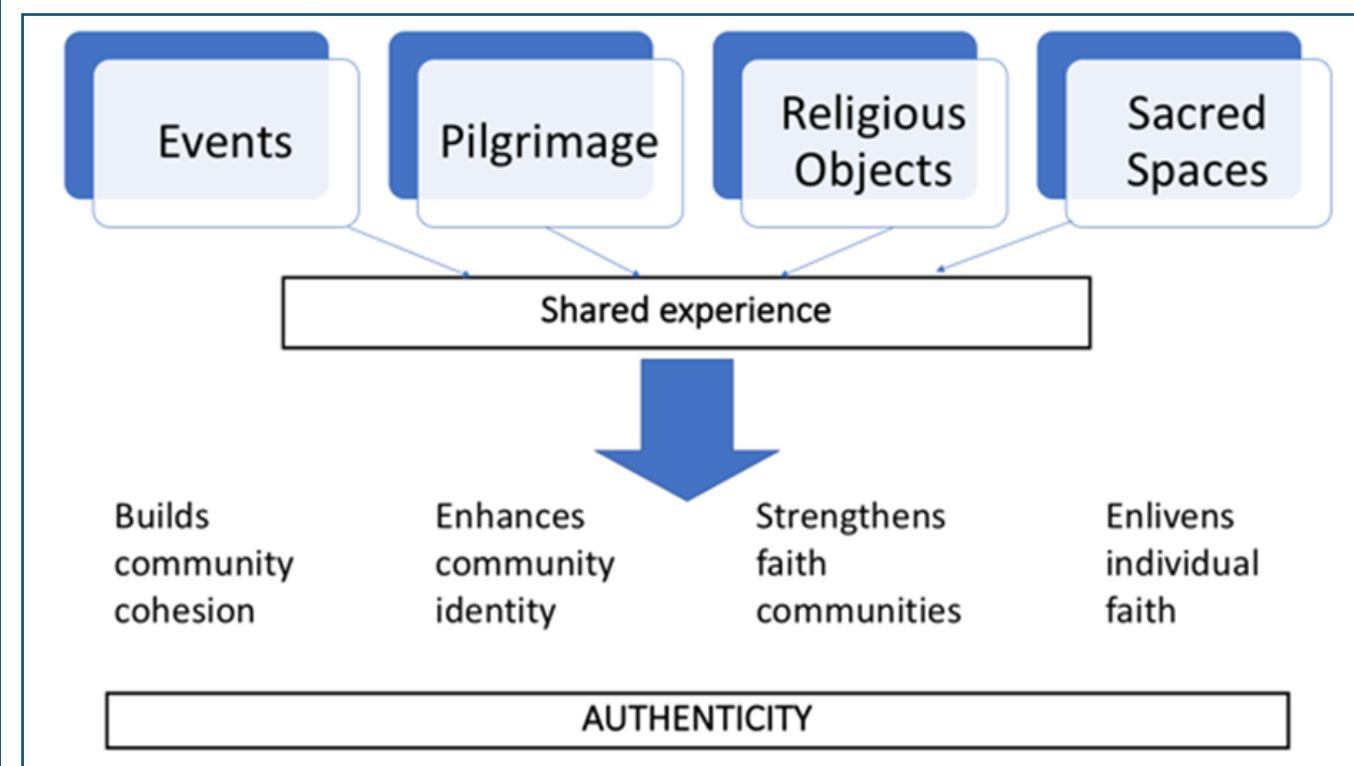 Events
Pilgrimage
Religious
Objects
Sacred
Spaces
Shared experience
Builds
community
cohesion
Enhances
community
identity
Strengthens
faith
communities
Enlivens
individual
faith
AUTHENTICITY